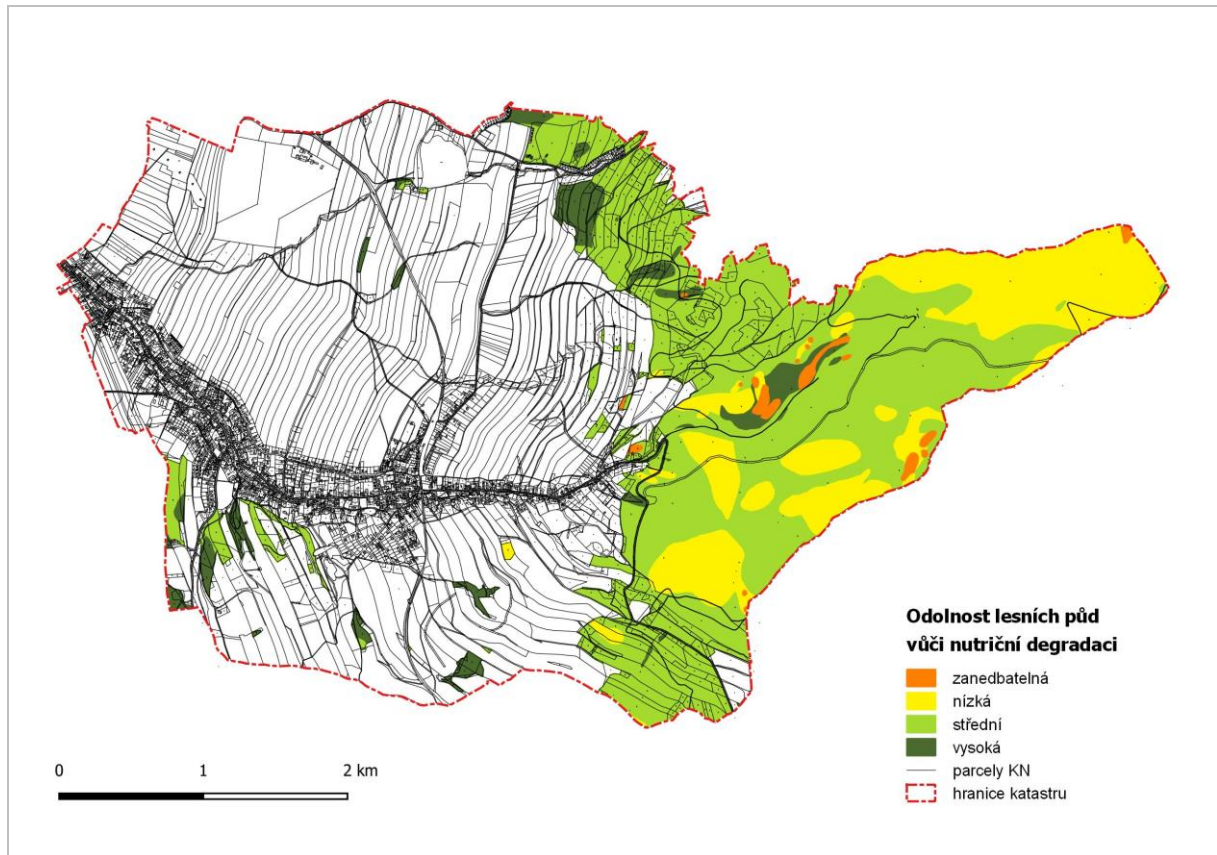 Odolnost lesních půd
vůči nutriční degradaci
zanedbatelná
nízká
střední
vysoká
parcely KN
hranice katastru
0 1 2 km